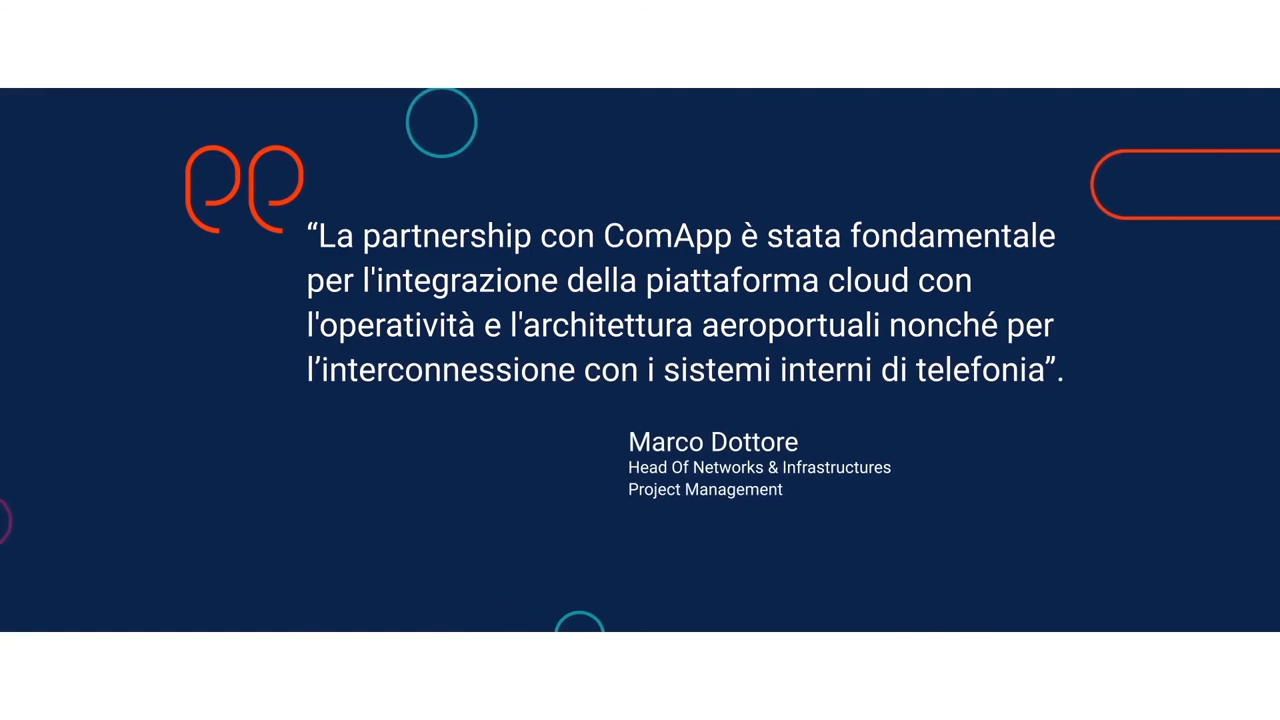 “La partnership con ComApp è stata fondamentale
per l'integrazione della piattaforma cloud con
l'operatività e l'architettura aeroportuali nonché per
l’interconnessione con i sistemi interni di telefonia”.
Marco Dottore
Head Of Networks & Infrastructures
Project Management